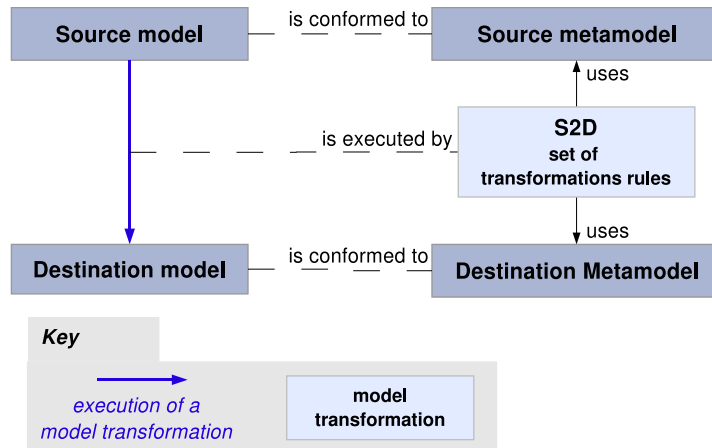 Source model
is conformed to
Source metamodel
uses
is executed by
S2D
set of
transformations rules
uses
Destination model
is conformed to
Destination Metamodel
Key
execution of a
model transformation
model
transformation